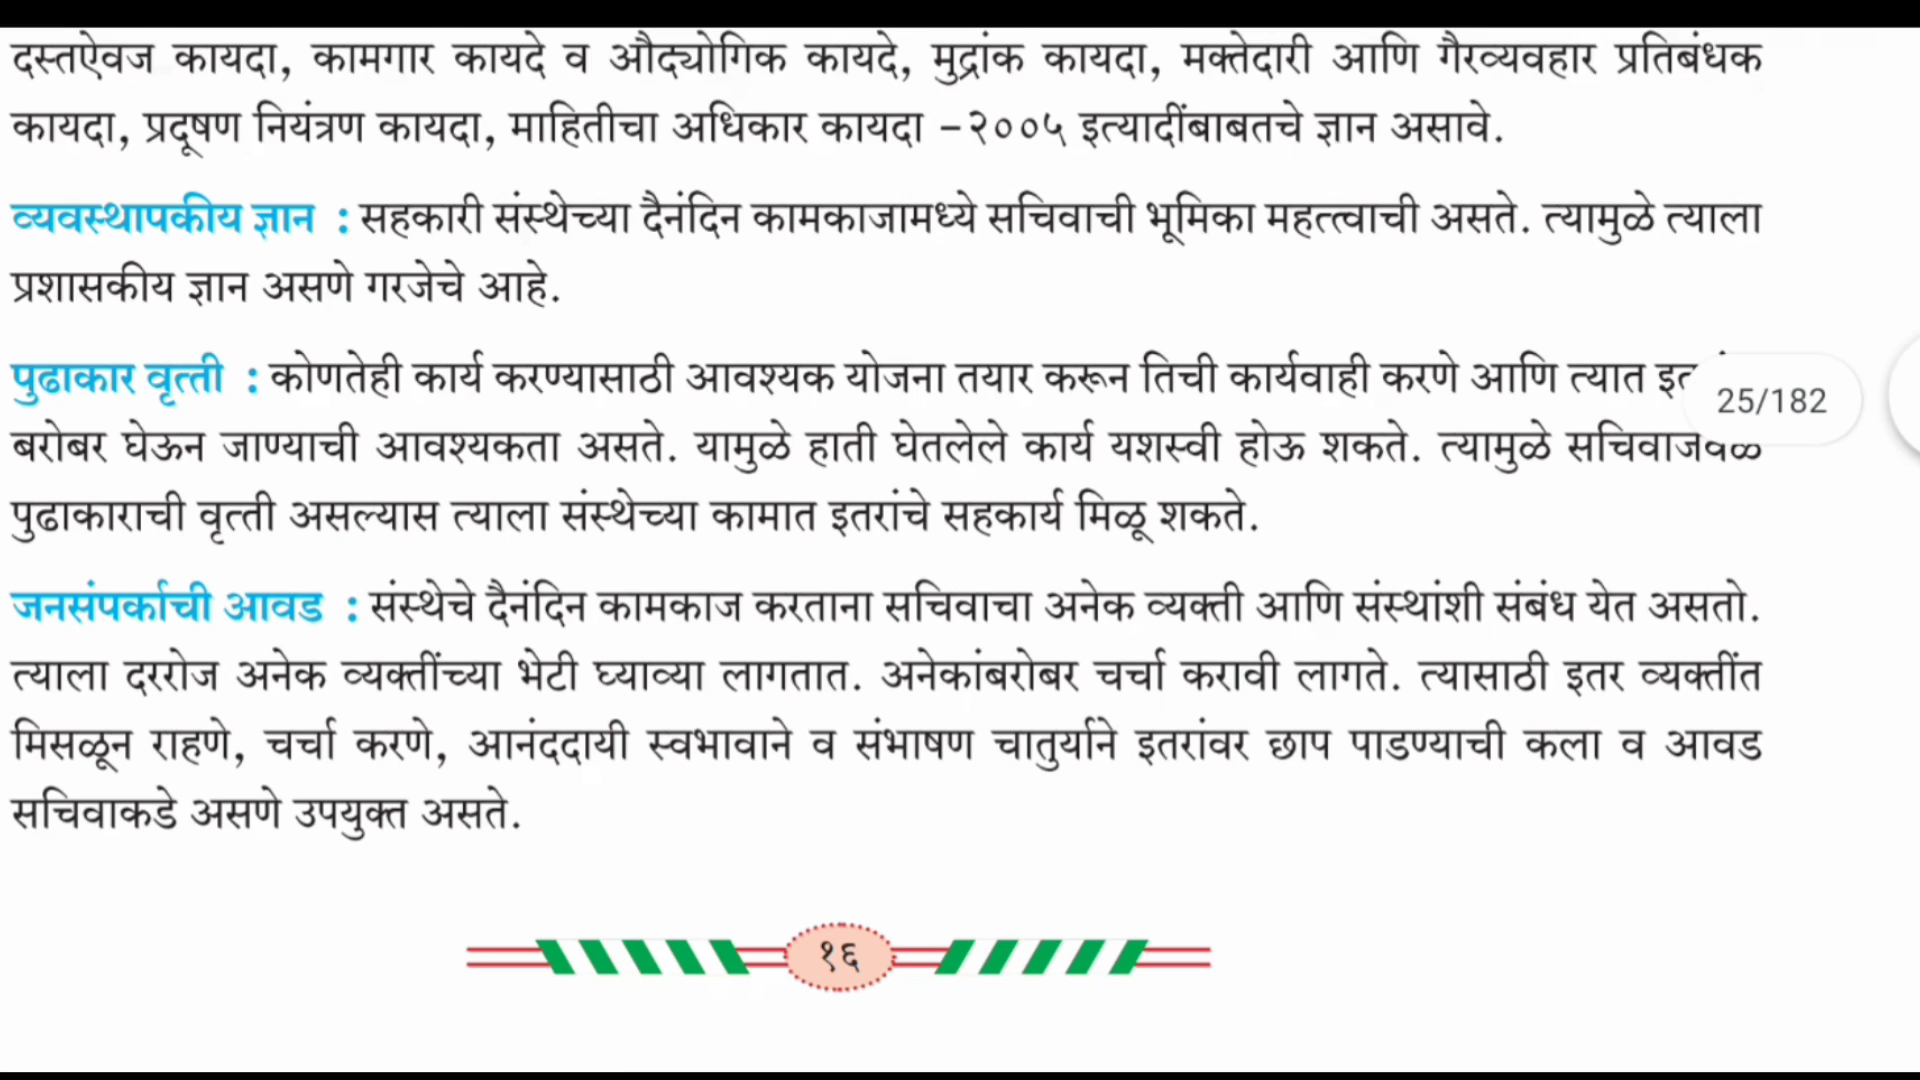 दस्तऐवज कायदा, कामगार कायदे व औद्योगिक कायदे, मुद्रांक कायदा, मक्तेदारी आणि गैरव्यवहार प्रतिबंधक
कायदा, प्रदूषण नियंत्रण कायदा, माहितीचा अधिकार कायदा -२००५ इत्यादींबाबतचे ज्ञान असावे.
व्यवस्थापकीय ज्ञान : सहकारी संस्थेच्या दैनंदिन कामकाजामध्ये सचिवाची भूमिका महत्त्वाची असते. त्यामुळे त्याला
प्रशासकीय ज्ञान असणे गरजेचे आहे.
पुढाकार वृत्ती : कोणतेही कार्य करण्यासाठी आवश्यक योजना तयार करून तिची कार्यवाही करणे आणि त्यात
25/182
बरोबर घेऊन जाण्याची आवश्यकता असते. यामुळे हाती घेतलेले कार्य यशस्वी होऊ शकते. त्यामुळे सचिवाजवळ
पुढाकाराची वृत्ती असल्यास त्याला संस्थेच्या कामात इतरांचे सहकार्य मिळू शकते.
जनसंपर्काची आवड : संस्थेचे दैनंदिन कामकाज करताना सचिवाचा अनेक व्यक्ती आणि संस्थांशी संबंध येत असतो.
त्याला दररोज अनेक व्यक्तींच्या भेटी घ्याव्या लागतात. अनेकांबरोबर चर्चा करावी लागते. त्यासाठी इतर व्यक्तींत
मिसळून राहणे, चर्चा करणे, आनंददायी स्वभावाने व संभाषण चातुर्याने इतरांवर छाप पाडण्याची कला व आवड
सचिवाकडे असणे उपयुक्त असते.
१६